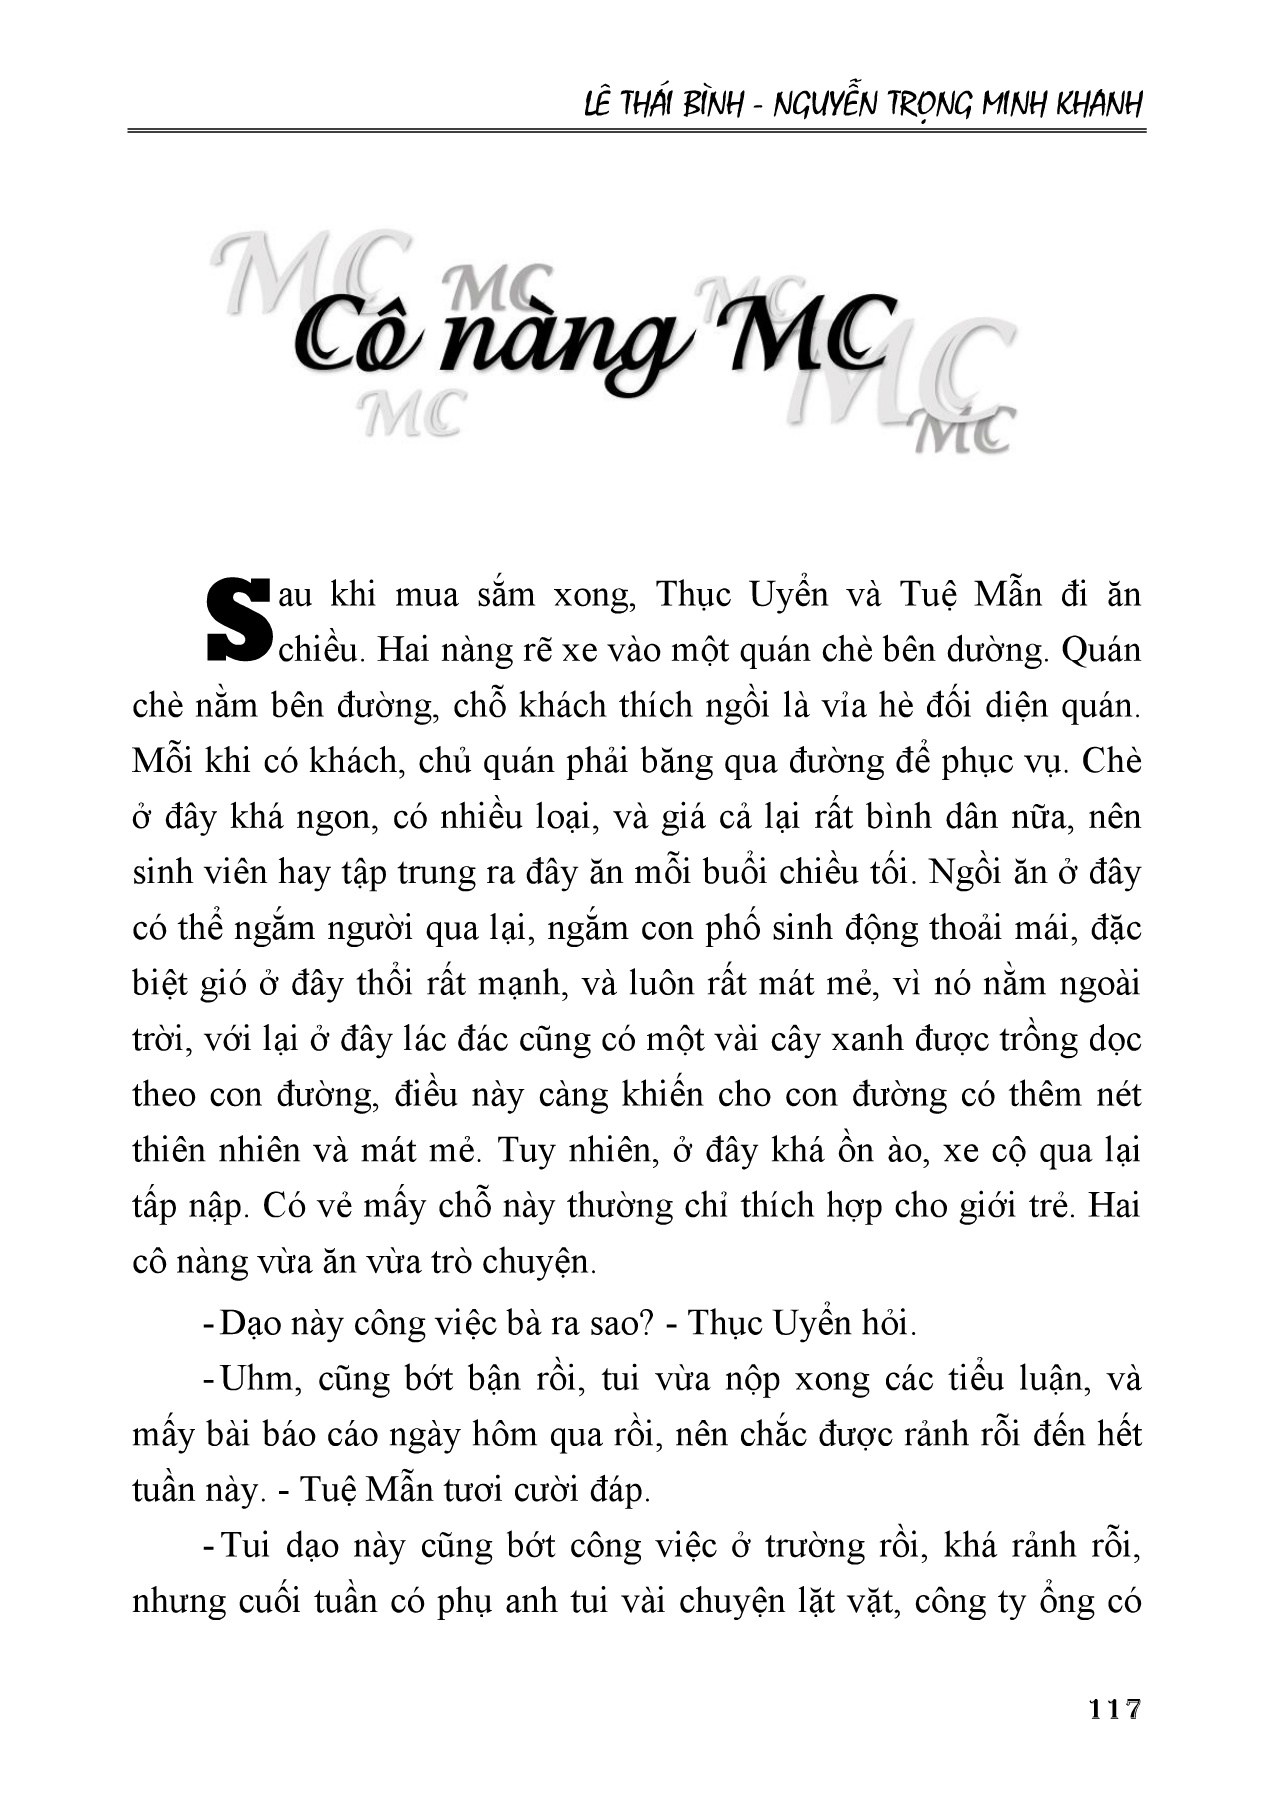 LÊ THÁI BÌNH - NGUYỄN TRỌNG MINH KHANH
MC
MC
MC
Cô nàng MC
MC
MC
MC
Sau khi mua sắm xong, Thục Uyển và Tuệ Mẫn đi ăn
chiều. Hai nàng rẽ xe vào một quán chè bên dường. Quán
chè nằm bên đường, chỗ khách thích ngồi là vỉa hè đối diện quán.
Mỗi khi có khách, chủ quán phải băng qua đường để phục vụ. Chè
ở đây khá ngon, có nhiều loại, và giá cả lại rất bình dân nữa, nên
sinh viên hay tập trung ra đây ăn mỗi buổi chiều tối. Ngồi ăn ở đây
có thể ngắm người qua lại, ngắm con phố sinh động thoải mái, đặc
biệt gió ở đây thổi rất mạnh, và luôn rất mát mẻ, vì nó nằm ngoài
trời, với lại ở đây lác đác cũng có một vài cây xanh được trồng dọc
theo con đường, điều này càng khiến cho con đường có thêm nét
thiên nhiên và mát mẻ. Tuy nhiên, ở đây khá ồn ào, xe cộ qua lại
tấp nập. Có vẻ mấy chỗ này thường chỉ thích hợp cho giới trẻ. Hai
cô nàng vừa ăn vừa trò chuyện.
- Dạo này công việc bà ra sao? - Thục Uyển hỏi.
- Uhm, cũng bớt bận rồi, tui vừa nộp xong các tiểu luận, và
mấy bài báo cáo ngày hôm qua rồi, nên chắc được rảnh rỗi đến hết
tuần này. - Tuệ Mẫn tươi cười đáp.
- Tui dạo này cũng bớt công việc ở trường rồi, khá rảnh rỗi,
nhưng cuối tuần có phụ anh tui vài chuyện lặt vặt, công ty ổng có
117